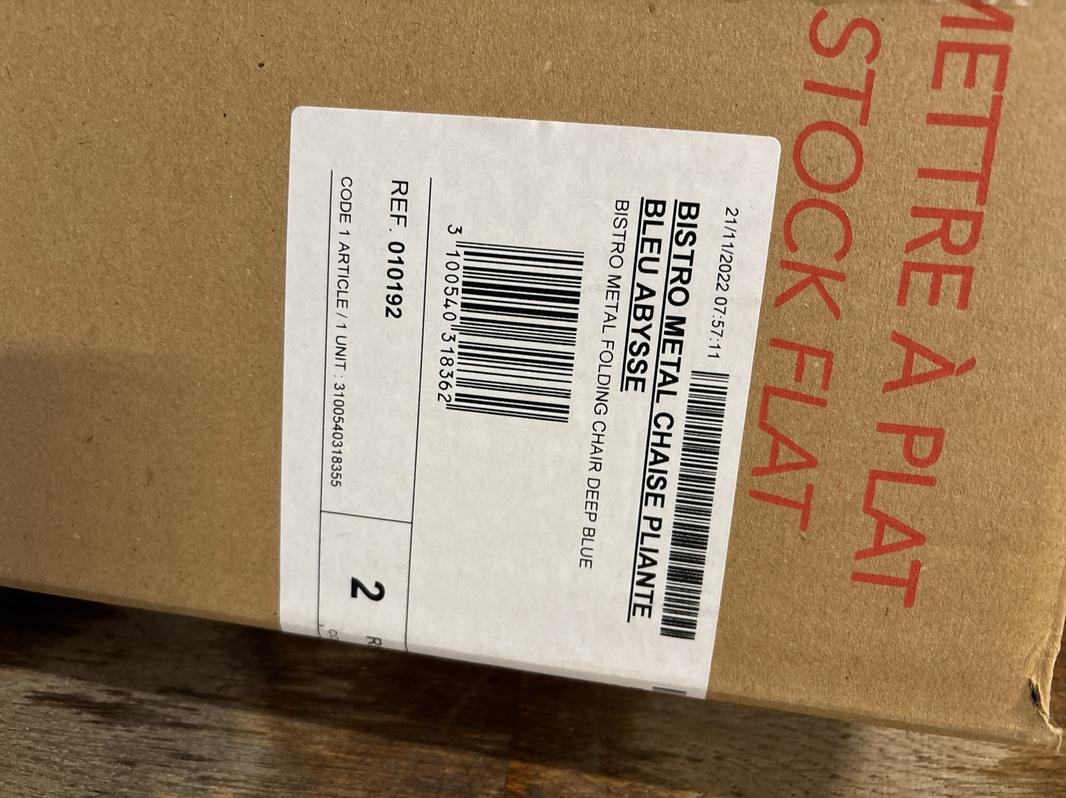 METTRE À PLAT
STOCK FLAT
21/11/2022 07:57:11
BISTRO METAL CHAISE PLIANTE
BLEU ABYSSE
BISTRO METAL FOLDING CHAIR DEEP BLUE
3 100540 318362
REF. 010192
2
CODE 1 ARTICLE / 1 UNIT : 3100540318355